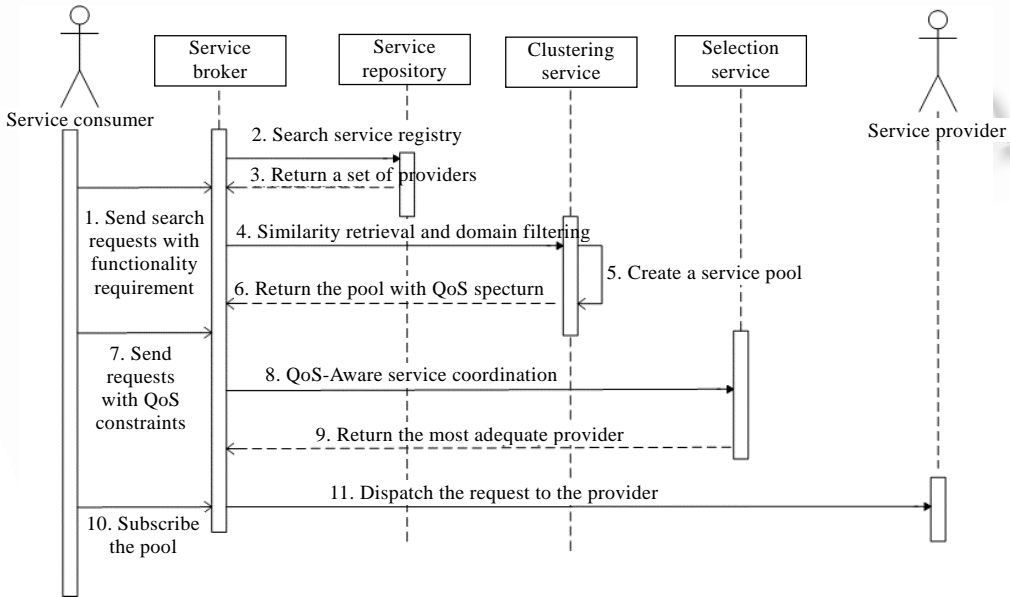 Service
broker
Service
repository
Clustering
service
Selection
service
Service consumer
Service provider
2. Search service registry
3. Return a set of providers
1. Send search
requests with
functionality
requirement
4. Similarity retrieval and domain filtering
5. Create a service pool
6. Return the pool with QoS specturn
7. Send
requests
with QoS
constraints
8. QoS-Aware service coordination
9. Return the most adequate provider
11. Dispatch the request to the provider
10. Subscribe
the pool